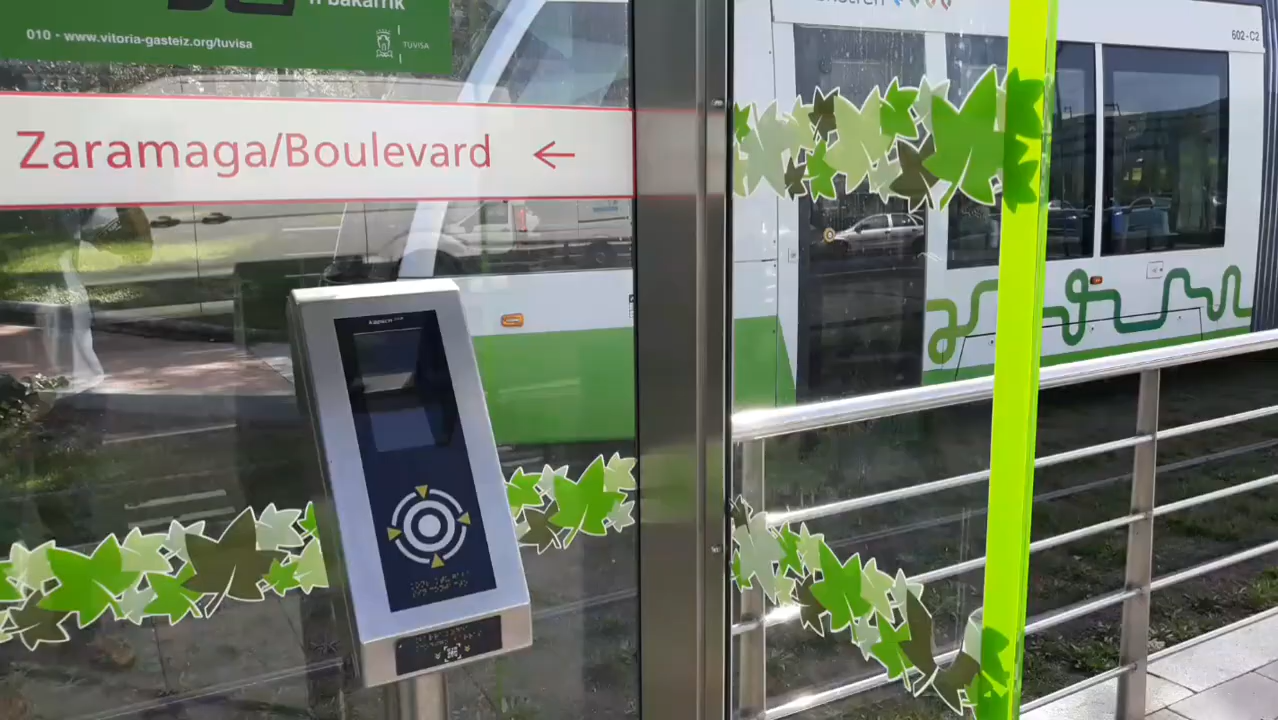 bakarrik
010 - www.vitoria-gasteiz.org/tuvisa
TUVISA
602-C2
Zaramaga/Boulevard ←